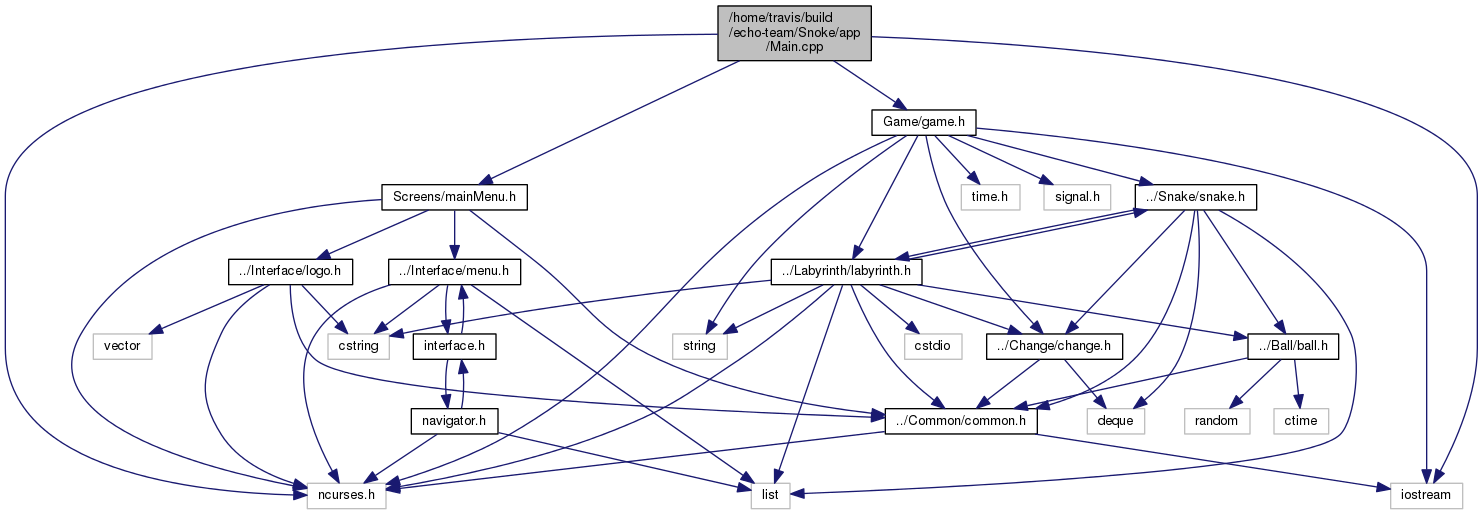 /home/travis/build
/echo-team/Snoke/app
/Main.cpp
Game/game.h
Screens/mainMenu.h
time.h
signal.h
../Snake/snake.h
../Interface/logo.h
../Interface/menu.h
../Labyrinth/labyrinth.h
vector
cstring
interface.h
string
cstdio
../Change/change.h
../Ball/ball.h
navigator.h
../Common/common.h
deque
random
ctime
ncurses.h
list
iostream